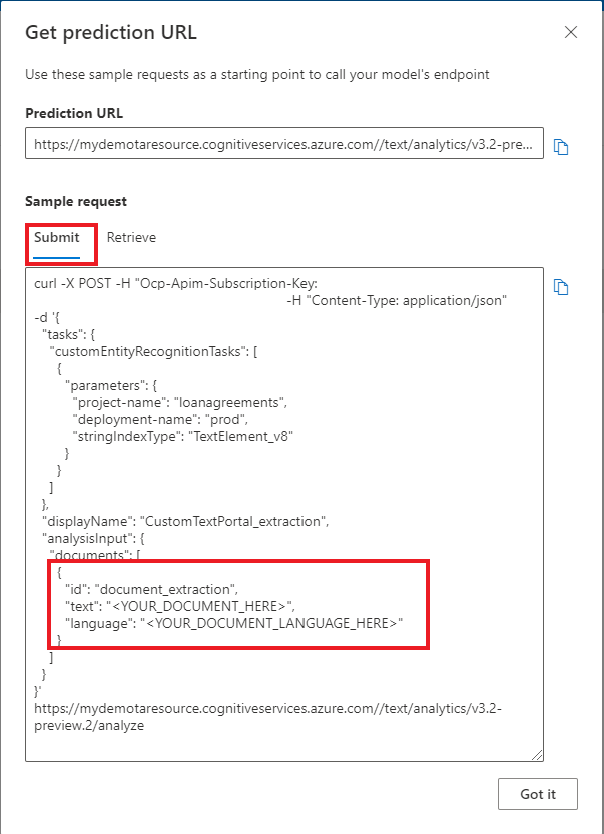 Get prediction URL
Use these sample requests as a starting point to call your model's endpoint
Prediction URL
https://mydemotaresource.cognitiveservices.azure.com//text/analytics/v3.2-pre...
Sample request
Submit Retrieve
curl -X POST -H "Ocp-Apim-Subscription-Key:
-H "Content-Type: application/json"
-d '{
"tasks": {
"customEntityRecognitionTasks": [
{
"parameters": {
"project-name": "loanagreements",
"deployment-name": "prod",
"stringIndexType": "TextElement_v8"
}
}
]
},
"displayName": "CustomTextPortal_extraction",
"analysisInput": {
"documents": [
{
"id": "document_extraction",
"text": "<YOUR_DOCUMENT_HERE>",
"language": "<YOUR_DOCUMENT_LANGUAGE_HERE>"
}
]
}
}'
https://mydemotaresource.cognitiveservices.azure.com//text/analytics/v3.2-
preview.2/analyze
Got it